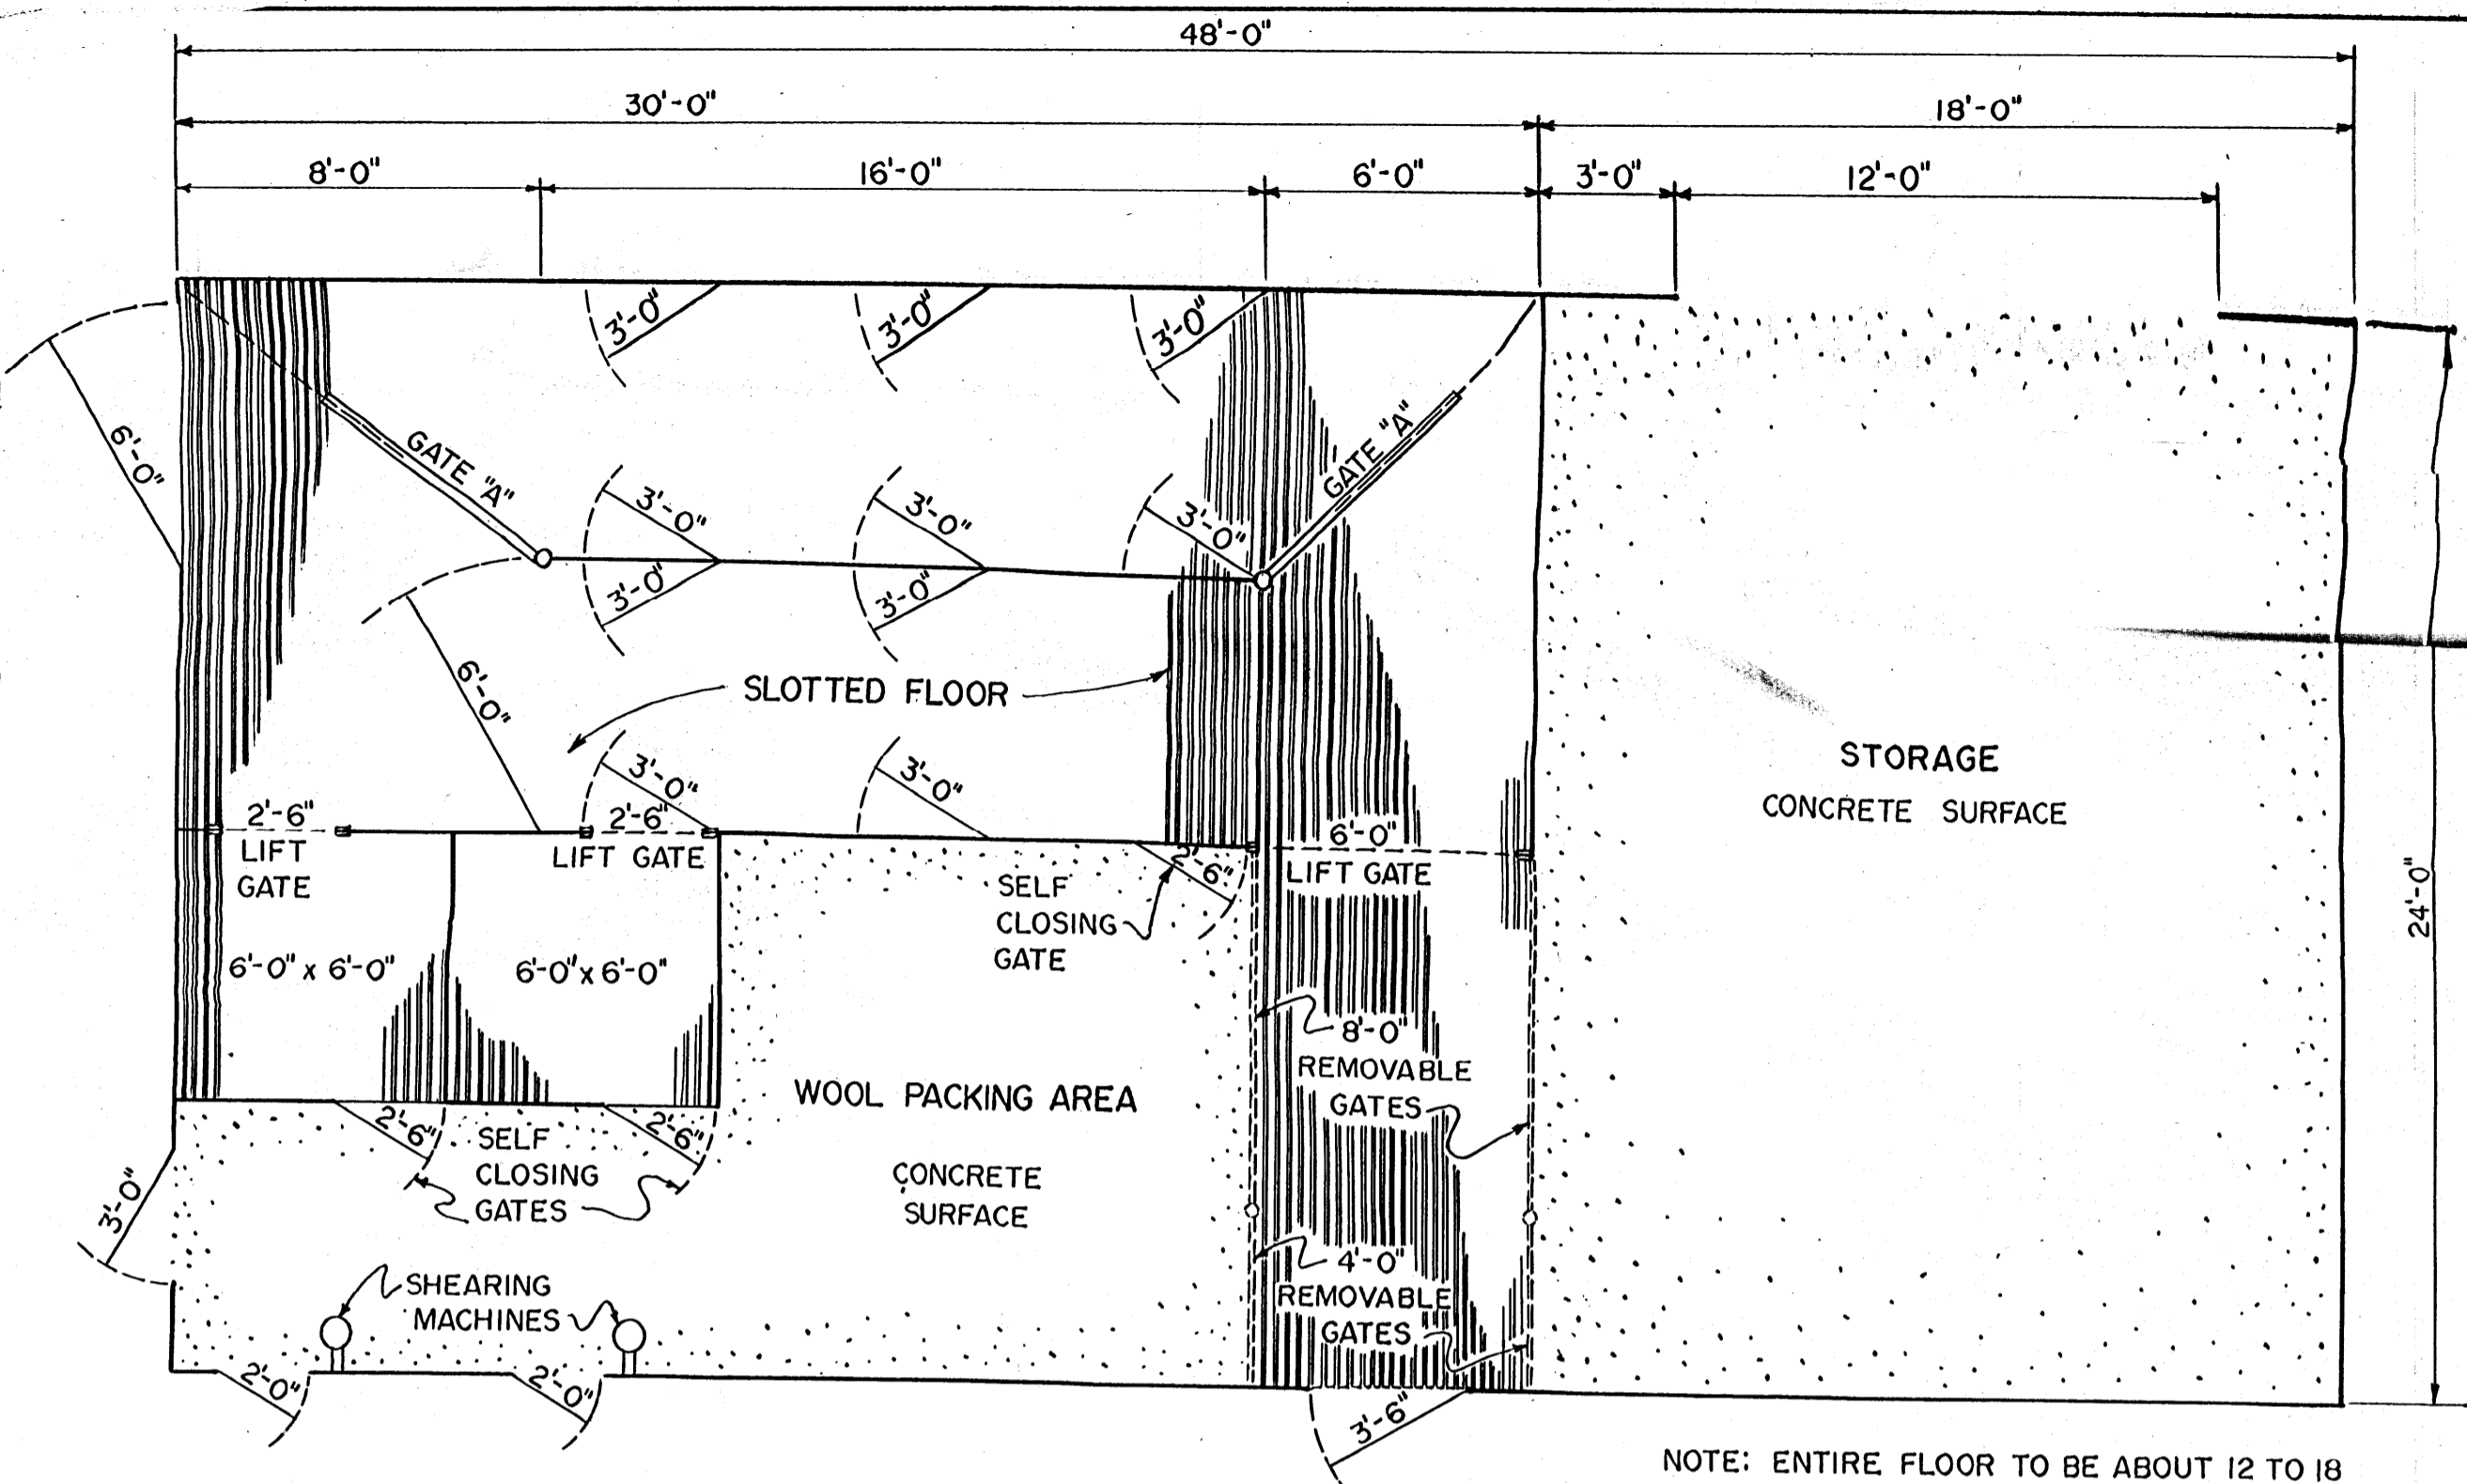 48'-0"
30'-0"
18'-0"
8'-0"
16'-0"
6'-0"
3'-0"
12'-0"
3'-0"
3'-0"
3'-0"
6'-0"
GATE "A"
GATE "A"
3'-0"
3'-0"
3'-0"
3'-0"
3'-0"
6'-0"
SLOTTED FLOOR
3'-0"
3'-0"
STORAGE
CONCRETE SURFACE
2'-6"
LIFT
GATE
2'-6"
LIFT GATE
2'-6"
6'-0"
LIFT GATE
SELF
CLOSING
GATE
24'-0"
6'-0" x 6'-0"
6'-0" x 6'-0"
8'-0"
REMOVABLE
GATES
WOOL PACKING AREA
CONCRETE
SURFACE
2'-6"
2'-6"
SELF
CLOSING
GATES
3'-0"
4'-0"
REMOVABLE
GATES
SHEARING
MACHINES
2'-0"
2'-0"
3'-6"
NOTE: ENTIRE FLOOR TO BE ABOUT 12 TO 18